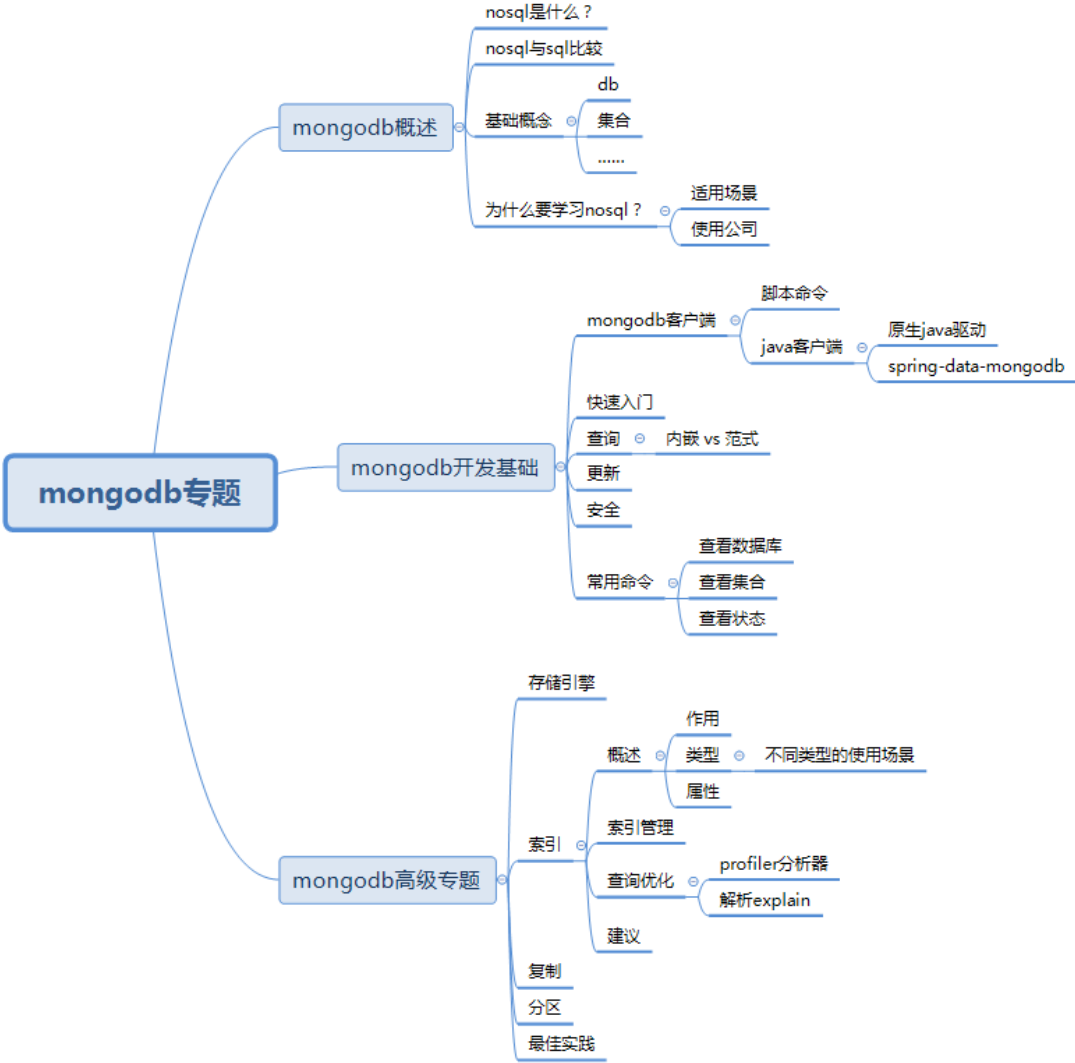 mongodb专题
mongodb概述
nosql是什么？
nosql与sql比较
基础概念
db
集合
......
为什么要学习nosql？
适用场景
使用公司
mongodb开发基础
mongodb客户端
脚本命令
java客户端
原生java驱动
spring-data-mongodb
快速入门
查询
内嵌 vs 范式
更新
安全
常用命令
查看数据库
查看集合
查看状态
mongodb高级专题
存储引擎
索引
概述
作用
类型
不同类型的使用场景
属性
索引管理
查询优化
profiler分析器
解析explain
建议
复制
分区
最佳实践